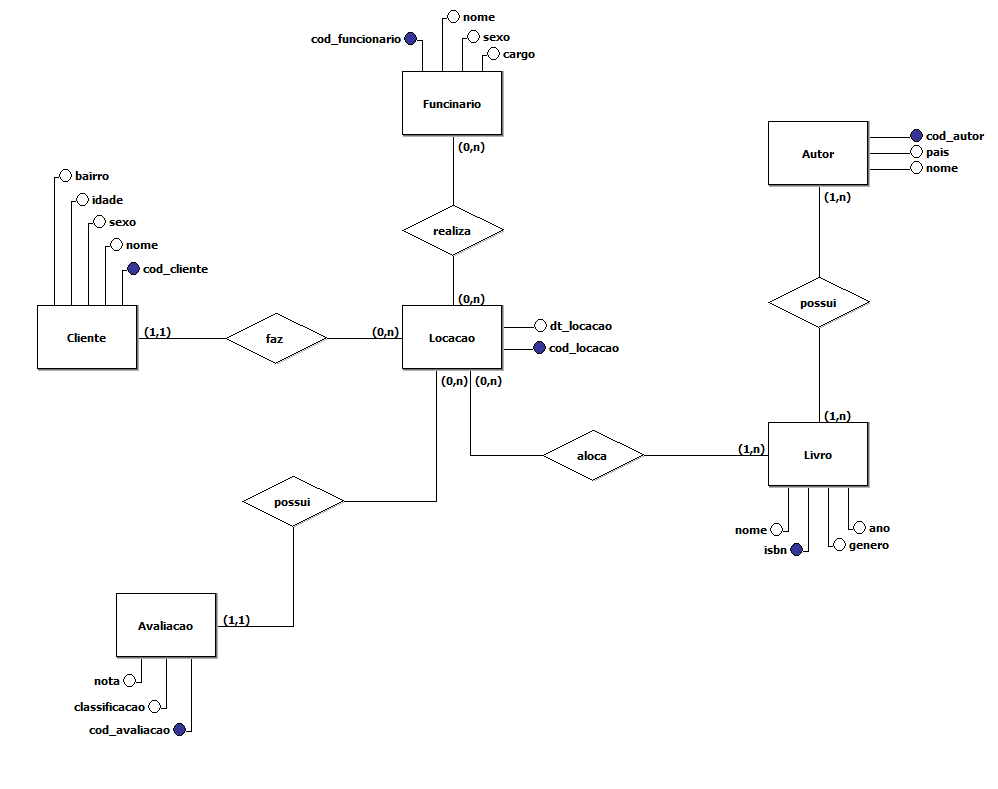 nome
cod_funcionario
sexo
cargo
Funcinario
(0,n)
realiza
(0,n)
Autor
cod_autor
pais
nome
(1,n)
possui
(1,n)
bairro
idade
sexo
nome
cod_cliente
Cliente
(1,1)
faz
(0,n)
Locacao
dt_locacao
cod_locacao
(0,n)
(0,n)
aloca
(1,n)
Livro
nome
isbn
ano
genero
possui
(1,1)
Avaliacao
nota
classificacao
cod_avaliacao